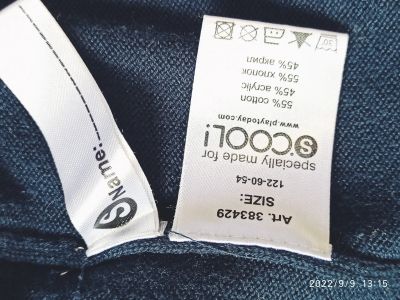 Art. 383429
SIZE:
122-60-54
specially made for
S'COOL!
www.playtoday.com
55% cotton
45% acrylic
55% хлопок
45% акрил
30°
S Name:
2022/9/9 13:15